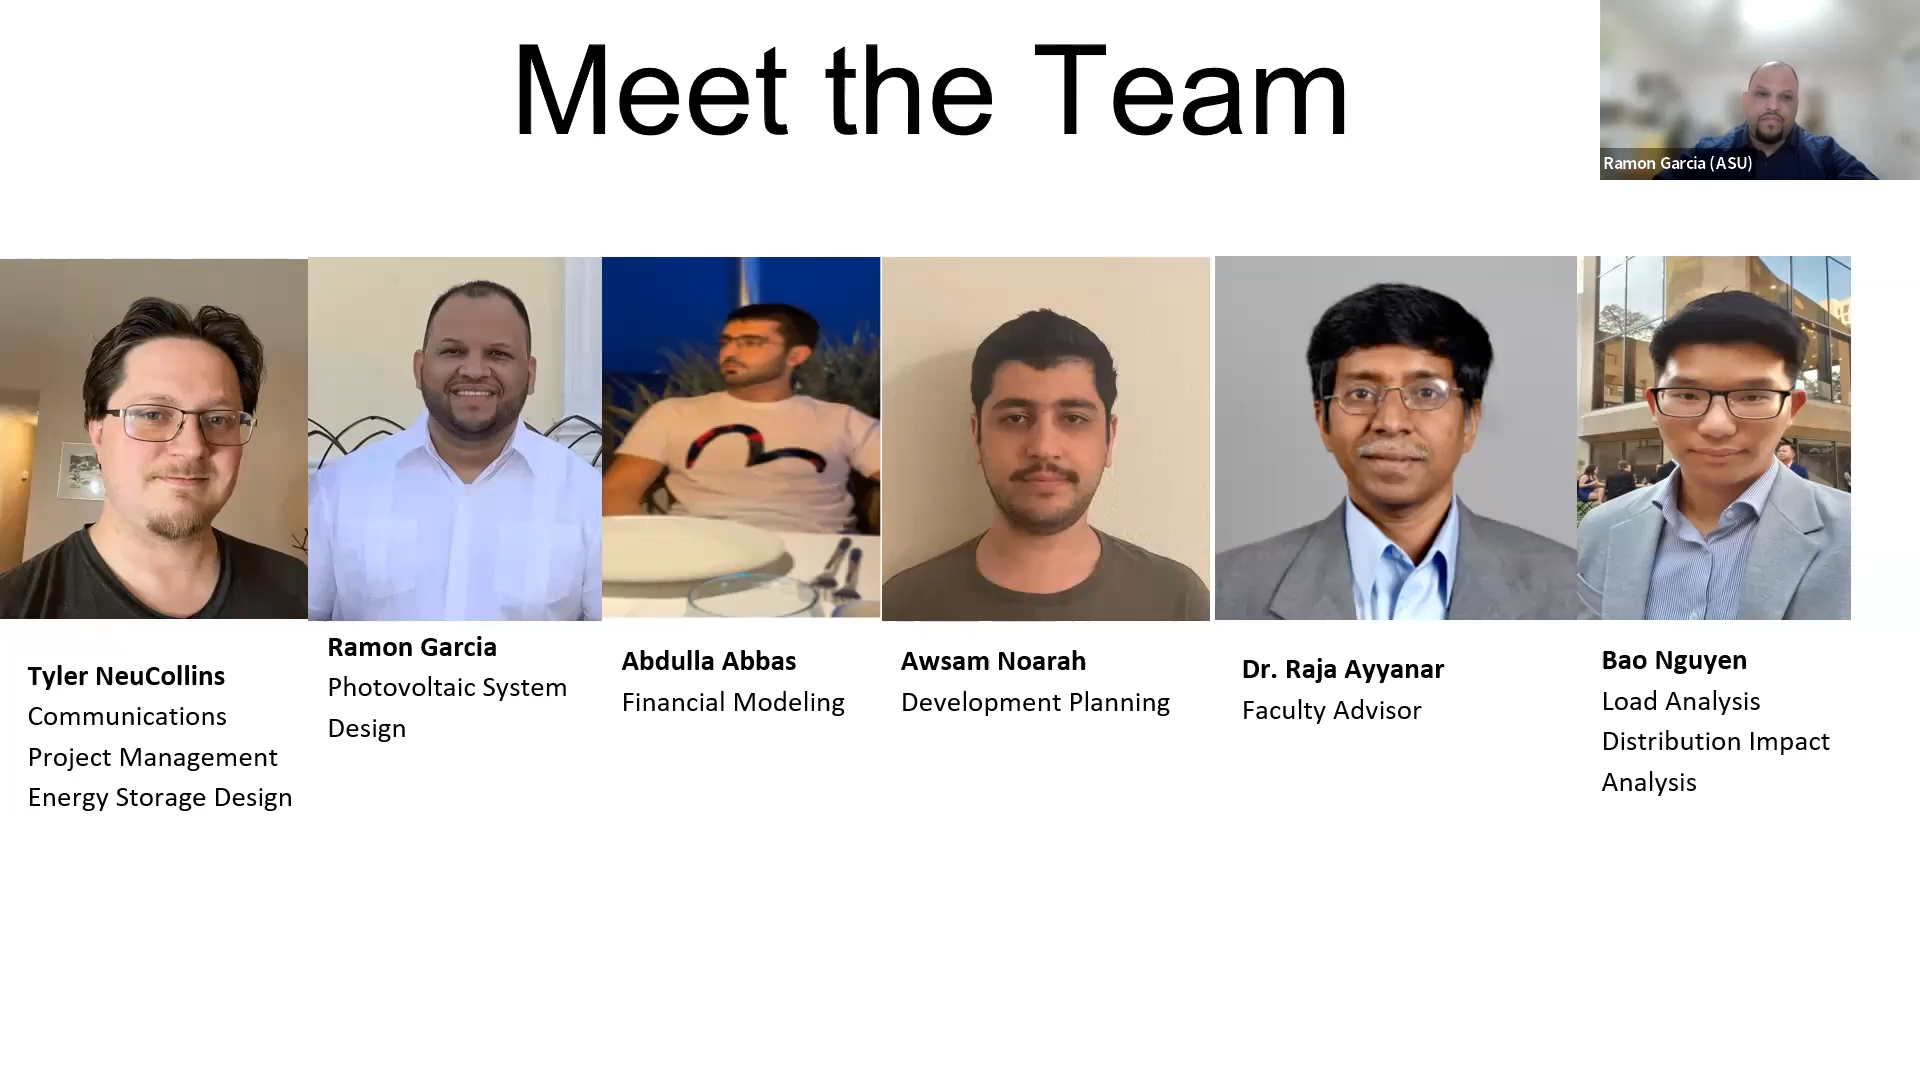 Meet the Team
Ramon Garcia (ASU)
Tyler NeuCollins
Communications
Project Management
Energy Storage Design
Ramon Garcia
Photovoltaic System
Design
Abdulla Abbas
Financial Modeling
Awsam Noarah
Development Planning
Dr. Raja Ayyanar
Faculty Advisor
Bao Nguyen
Load Analysis
Distribution Impact
Analysis